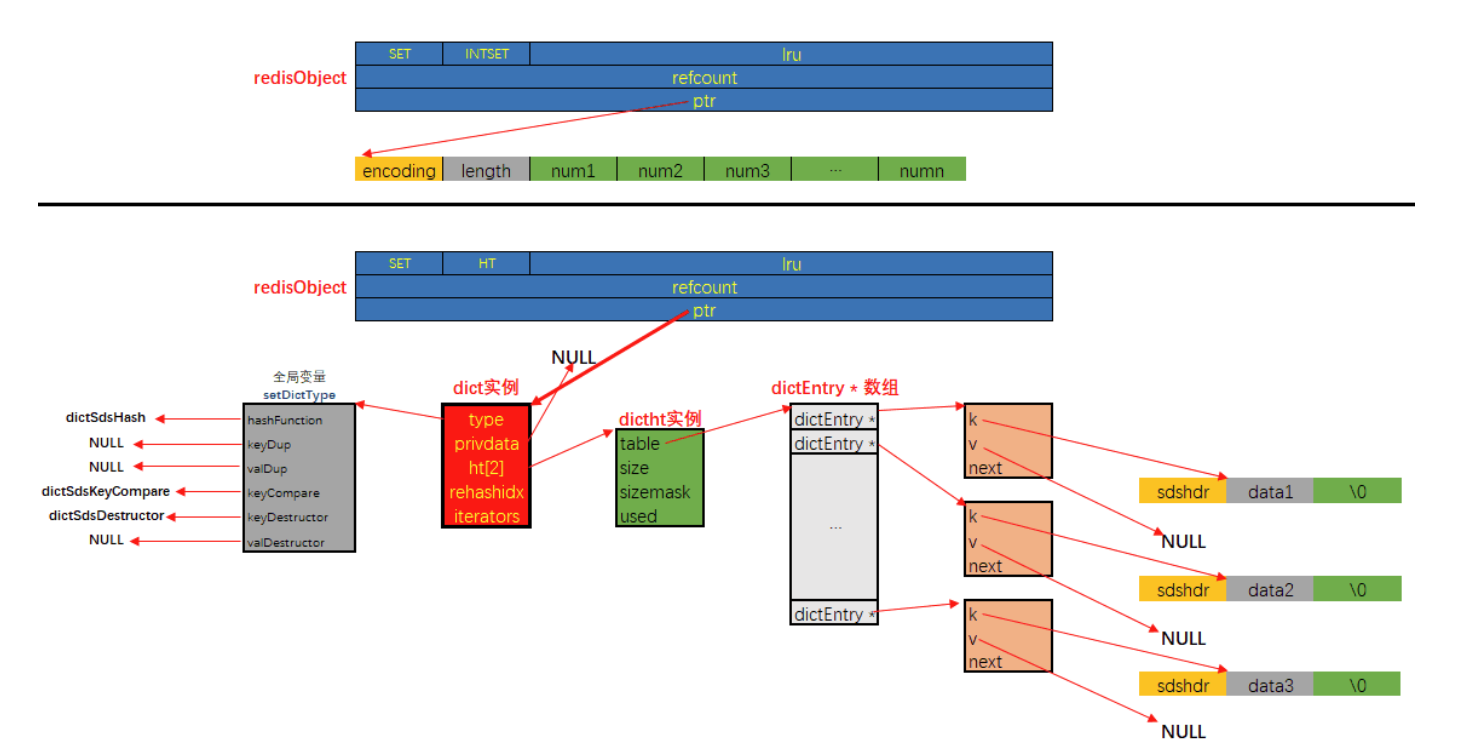 SET INTSET lru
redisObject refcount
ptr
encoding length num1 num2 num3 ... numn
SET HT lru
redisObject refcount
ptr
NULL
全局变量
setDictType
dictSdsHash hashFunction
NULL keyDup
NULL valDup
dictSdsKeyCompare keyCompare
dictSdsDestructor keyDestructor
NULL valDestructor
dict实例
type
privdata
ht[2]
rehashidx
iterators
dictht实例
table
size
sizemask
used
dictEntry * 数组
dictEntry *
dictEntry *
...
dictEntry *
k
v
next
sdshdr data1 \0
NULL
k
v
next
sdshdr data2 \0
NULL
k
v
next
sdshdr data3 \0
NULL